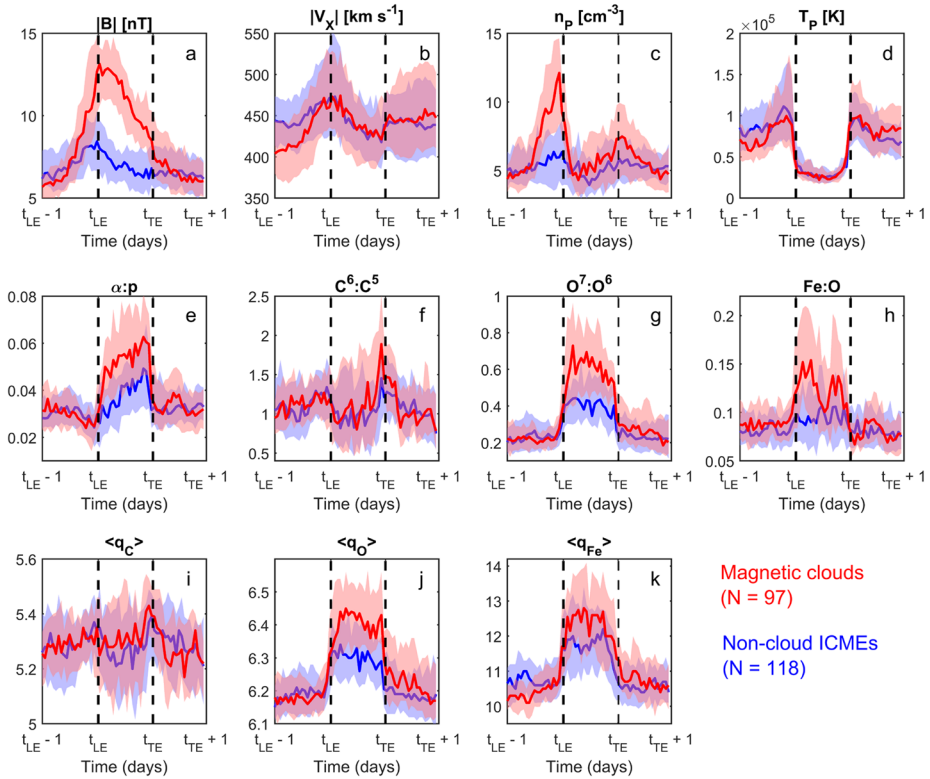 |B| [nT]
|V_X| [km s⁻¹]
n_P [cm⁻³]
T_P [K]
× 10⁵
a
b
c
d
15
10
5
550
500
450
400
350
15
10
5
2
1.5
1
0.5
0
t_LE - 1 t_LE t_TE t_TE + 1
t_LE - 1 t_LE t_TE t_TE + 1
t_LE - 1 t_LE t_TE t_TE + 1
t_LE - 1 t_LE t_TE t_TE + 1
Time (days)
Time (days)
Time (days)
Time (days)
α:p
C⁶:C⁵
O⁷:O⁶
Fe:O
e
f
g
h
0.08
0.06
0.04
0.02
2.5
2
1.5
1
0.5
1
0.8
0.6
0.4
0.2
0.2
0.15
0.1
0.05
t_LE - 1 t_LE t_TE t_TE + 1
t_LE - 1 t_LE t_TE t_TE + 1
t_LE - 1 t_LE t_TE t_TE + 1
t_LE - 1 t_LE t_TE t_TE + 1
Time (days)
Time (days)
Time (days)
Time (days)
<q_C>
<q_O>
<q_Fe>
i
j
k
5.6
5.4
5.2
5
6.6
6.5
6.4
6.3
6.2
6.1
14
13
12
11
10
t_LE - 1 t_LE t_TE t_TE + 1
t_LE - 1 t_LE t_TE t_TE + 1
t_LE - 1 t_LE t_TE t_TE + 1
Time (days)
Time (days)
Time (days)
Magnetic clouds
(N = 97)
Non-cloud ICMEs
(N = 118)